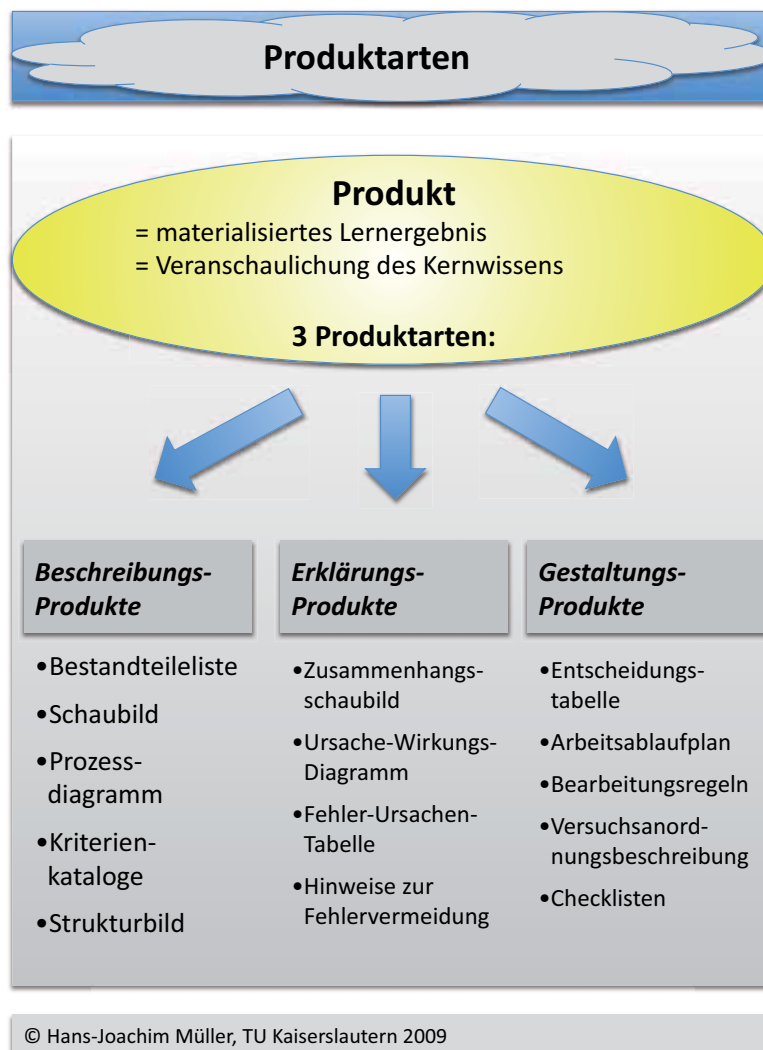 Produktarten
Produkt
= materialisiertes Lernergebnis
= Veranschaulichung des Kernwissens
3 Produktarten:
Beschreibungs-
Produkte
•Bestandteileliste
•Schaubild
•Prozess-
diagramm
•Kriterien-
kataloge
•Strukturbild
Erklärungs-
Produkte
•Zusammenhangs-
schaubild
•Ursache-Wirkungs-
Diagramm
•Fehler-Ursachen-
Tabelle
•Hinweise zur
Fehlervermeidung
Gestaltungs-
Produkte
•Entscheidungs-
tabelle
•Arbeitsablaufplan
•Bearbeitungsregeln
•Versuchsanord-
nungsbeschreibung
•Checklisten
© Hans-Joachim Müller, TU Kaiserslautern 2009